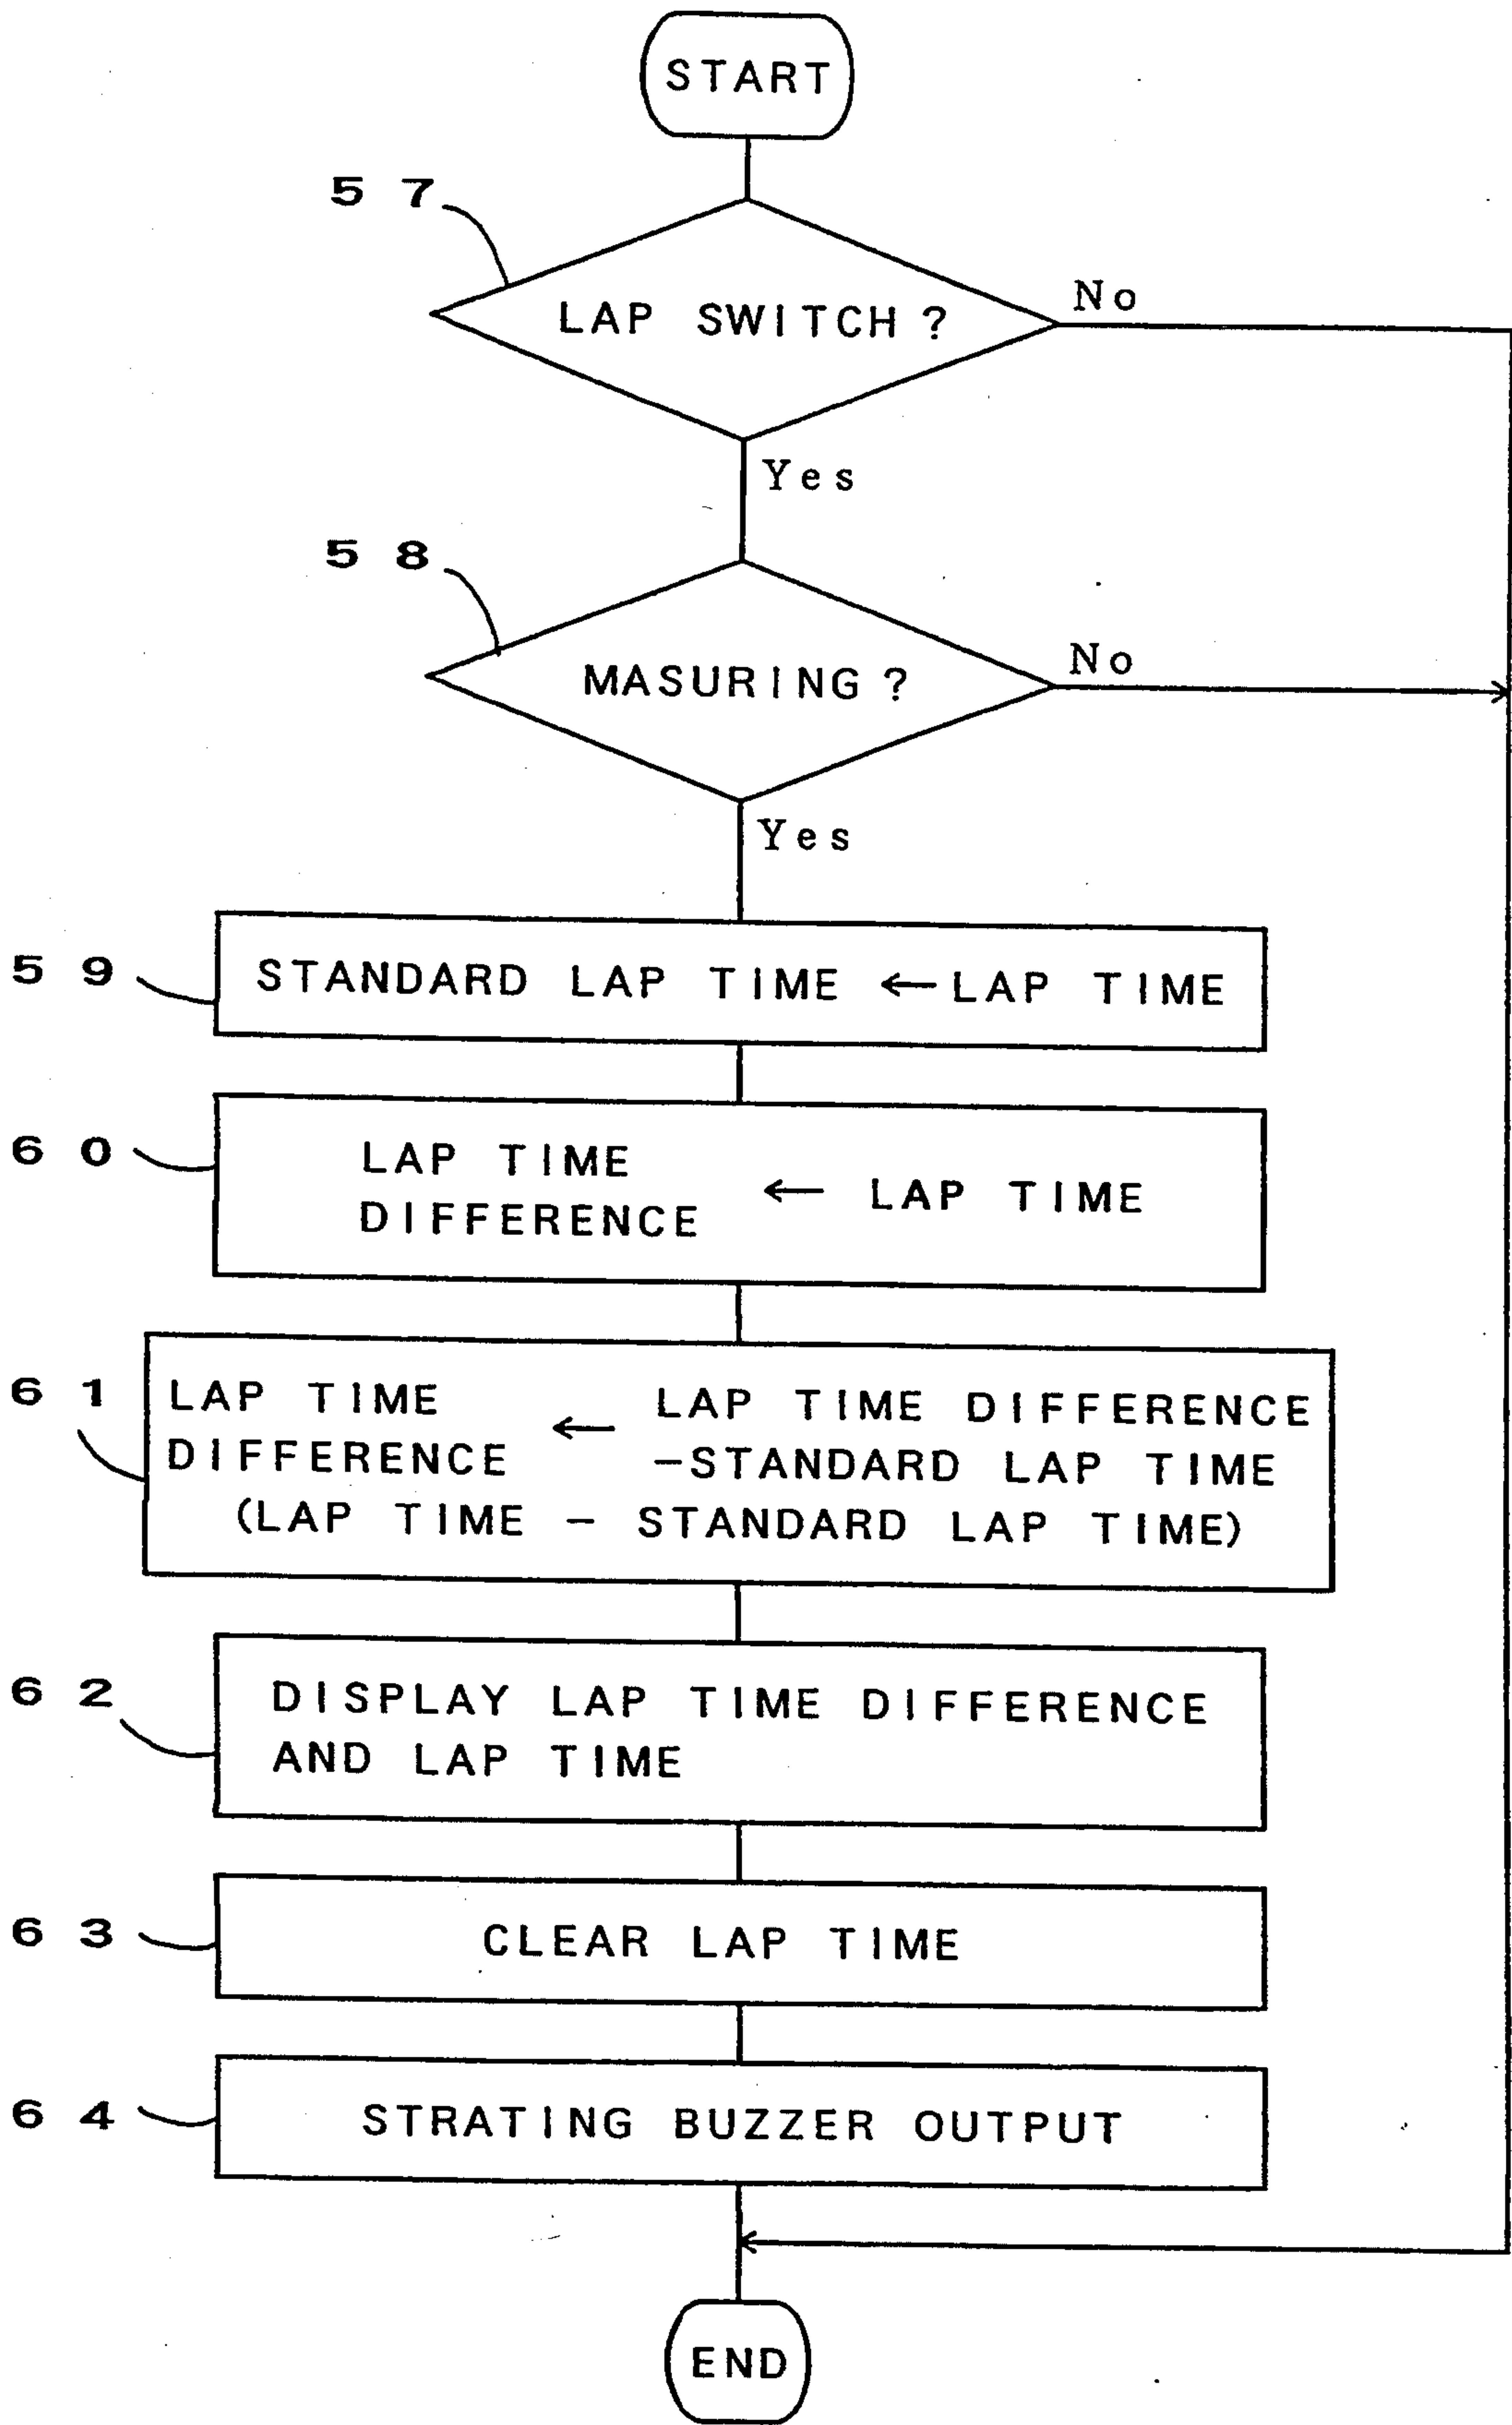 START
57
LAP SWITCH?
No
Yes
58
MASURING?
No
Yes
59
STANDARD LAP TIME ← LAP TIME
60
LAP TIME
DIFFERENCE ← LAP TIME
61
LAP TIME DIFFERENCE ← LAP TIME DIFFERENCE
-STANDARD LAP TIME
(LAP TIME - STANDARD LAP TIME)
62
DISPLAY LAP TIME DIFFERENCE
AND LAP TIME
63
CLEAR LAP TIME
64
STRATING BUZZER OUTPUT
END